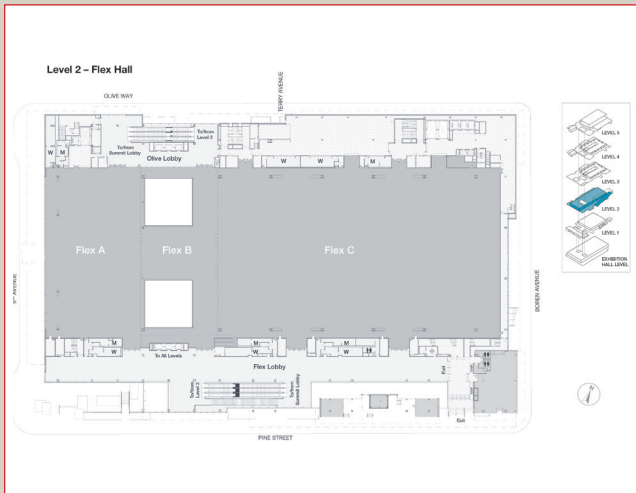 Level 2 – Flex Hall
OLIVE WAY
TERRY AVENUE
To/from
Level 3
To/from
Summit Lobby
Olive Lobby
W
M
W
W
M
LEVEL 5
LEVEL 4
LEVEL 3
LEVEL 2
LEVEL 1
EXHIBITION
HALL LEVEL
Flex A
Flex B
Flex C
9TH AVENUE
BOREN AVENUE
M
W
To All Levels
M
W
M
W
Flex Lobby
To/from
Level 3
To/from
Summit Lobby
Exit
Exit
PINE STREET
N